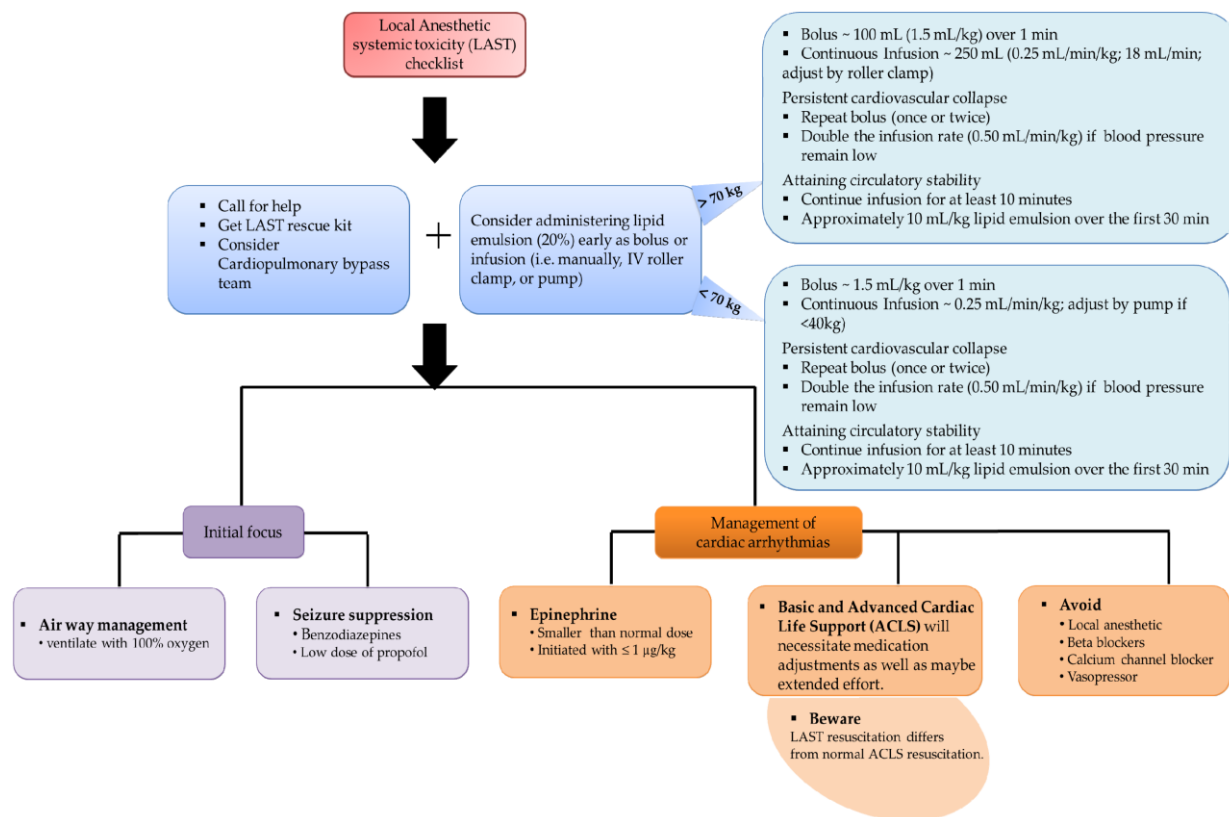 Local Anesthetic
systemic toxicity (LAST)
checklist
▪ Call for help
▪ Get LAST rescue kit
▪ Consider
Cardiopulmonary bypass
team
+
Consider administering lipid
emulsion (20%) early as bolus or
infusion (i.e. manually, IV roller
clamp, or pump)
> 70 kg
▪ Bolus ~ 100 mL (1.5 mL/kg) over 1 min
▪ Continuous Infusion ~ 250 mL (0.25 mL/min/kg; 18 mL/min;
adjust by roller clamp)
Persistent cardiovascular collapse
▪ Repeat bolus (once or twice)
▪ Double the infusion rate (0.50 mL/min/kg) if blood pressure
remain low
Attaining circulatory stability
▪ Continue infusion for at least 10 minutes
▪ Approximately 10 mL/kg lipid emulsion over the first 30 min
< 70 kg
▪ Bolus ~ 1.5 mL/kg over 1 min
▪ Continuous Infusion ~ 0.25 mL/min/kg; adjust by pump if
<40kg)
Persistent cardiovascular collapse
▪ Repeat bolus (once or twice)
▪ Double the infusion rate (0.50 mL/min/kg) if blood pressure
remain low
Attaining circulatory stability
▪ Continue infusion for at least 10 minutes
▪ Approximately 10 mL/kg lipid emulsion over the first 30 min
Initial focus
▪ Air way management
• ventilate with 100% oxygen
▪ Seizure suppression
• Benzodiazepines
• Low dose of propofol
Management of
cardiac arrhythmias
▪ Epinephrine
• Smaller than normal dose
• Initiated with ≤ 1 µg/kg
▪ Basic and Advanced Cardiac
Life Support (ACLS) will
necessitate medication
adjustments as well as maybe
extended effort.
▪ Beware
LAST resuscitation differs
from normal ACLS resuscitation.
▪ Avoid
• Local anesthetic
• Beta blockers
• Calcium channel blocker
• Vasopressor